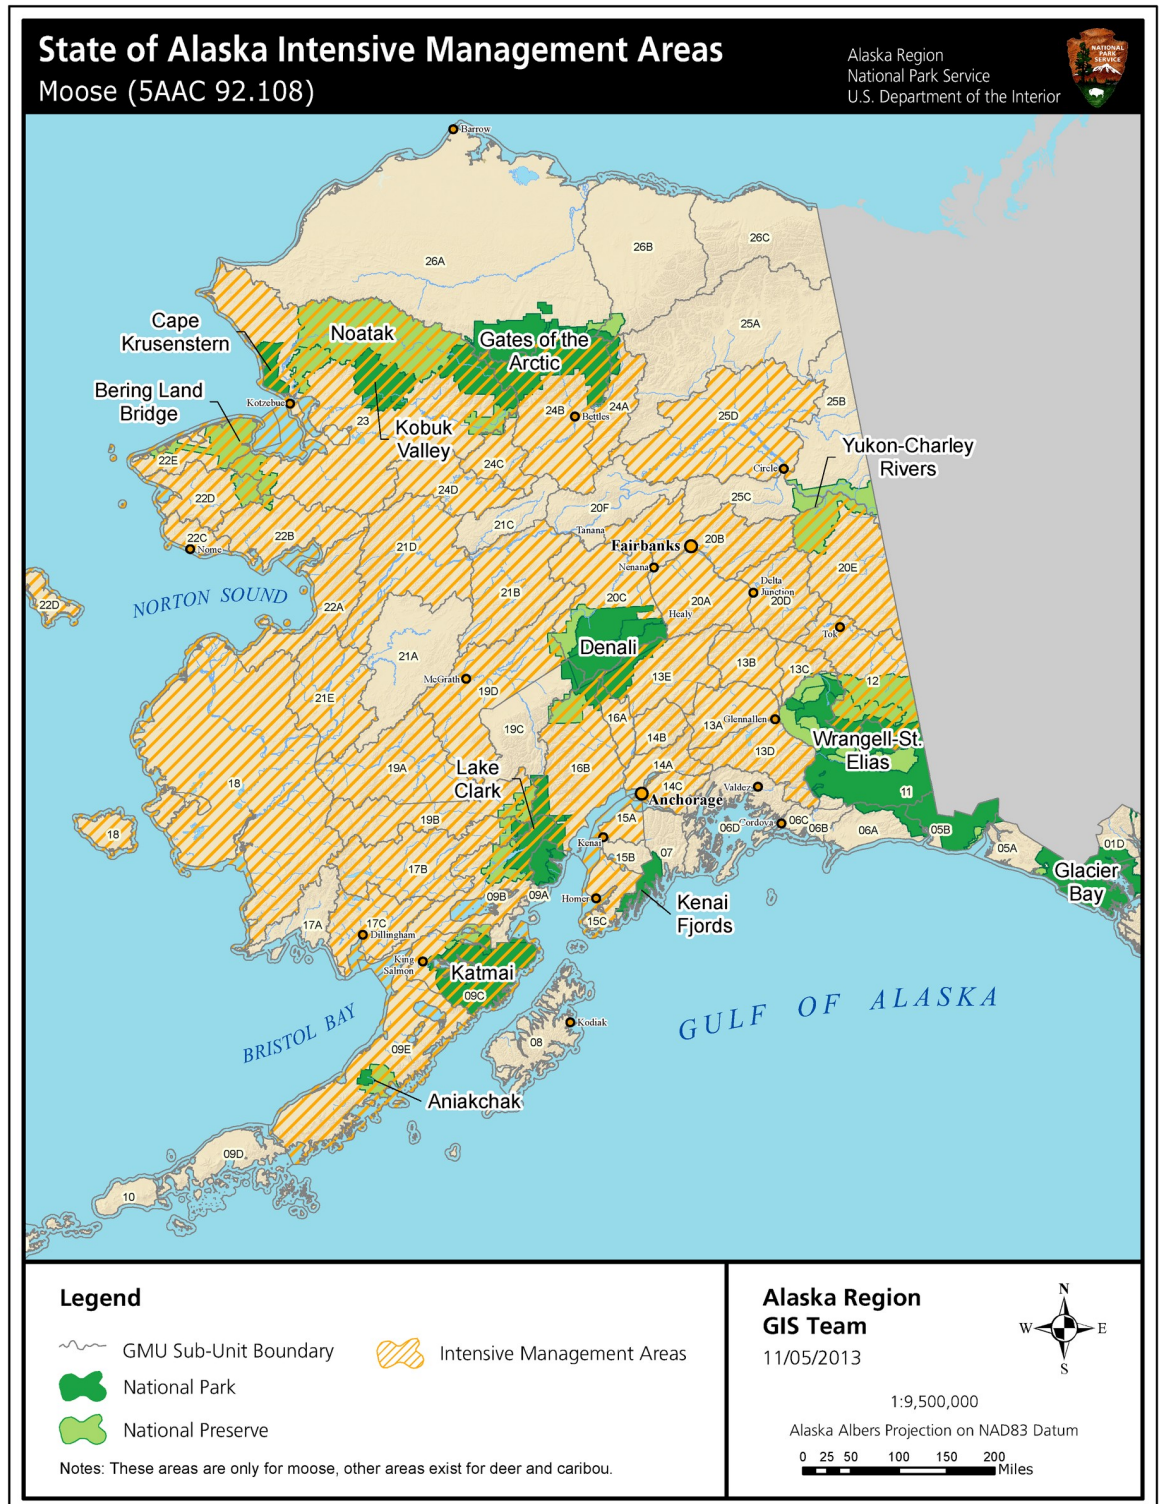 State of Alaska Intensive Management Areas
Moose (5AAC 92.108)
Alaska Region
National Park Service
U.S. Department of the Interior
NATIONAL
PARK
SERVICE
Barrow
26A
26B
26C
25A
Cape
Krusenstern
Noatak
Gates of the
Arctic
Bering Land
Bridge
Kotzebue
23
Kobuk
Valley
24B
Bettles
24A
25D
25B
Yukon-Charley
Rivers
Circle
22E
22D
24C
24D
25C
20F
21C
Tanana
22C
Nome
22B
21D
Fairbanks
20B
Nenana
20E
22D
NORTON SOUND
22A
21B
20C
20A
Delta
Junction
20D
Healy
Tok
21A
Denali
13B
13C
12
McGrath
19D
13E
21E
19C
16A
13A
Glennallen
14B
13D
Wrangell-St.
Elias
18
19A
Lake
Clark
16B
14A
14C
Valdez
11
Anchorage
18
19B
15A
06D
Cordova
06C
06B
06A
05B
05A
01D
Kenai
17B
15B
07
Glacier
Bay
09B
09A
Homer
Kenai
Fjords
17A
17C
Dillingham
15C
King
Salmon
Katmai
09C
GULF OF ALASKA
BRISTOL BAY
Kodiak
08
09E
Aniakchak
09D
10
Legend
GMU Sub-Unit Boundary
Intensive Management Areas
National Park
National Preserve
Notes: These areas are only for moose, other areas exist for deer and caribou.
Alaska Region
GIS Team
11/05/2013
N
W E
S
1:9,500,000
Alaska Albers Projection on NAD83 Datum
0 25 50 100 150 200
Miles